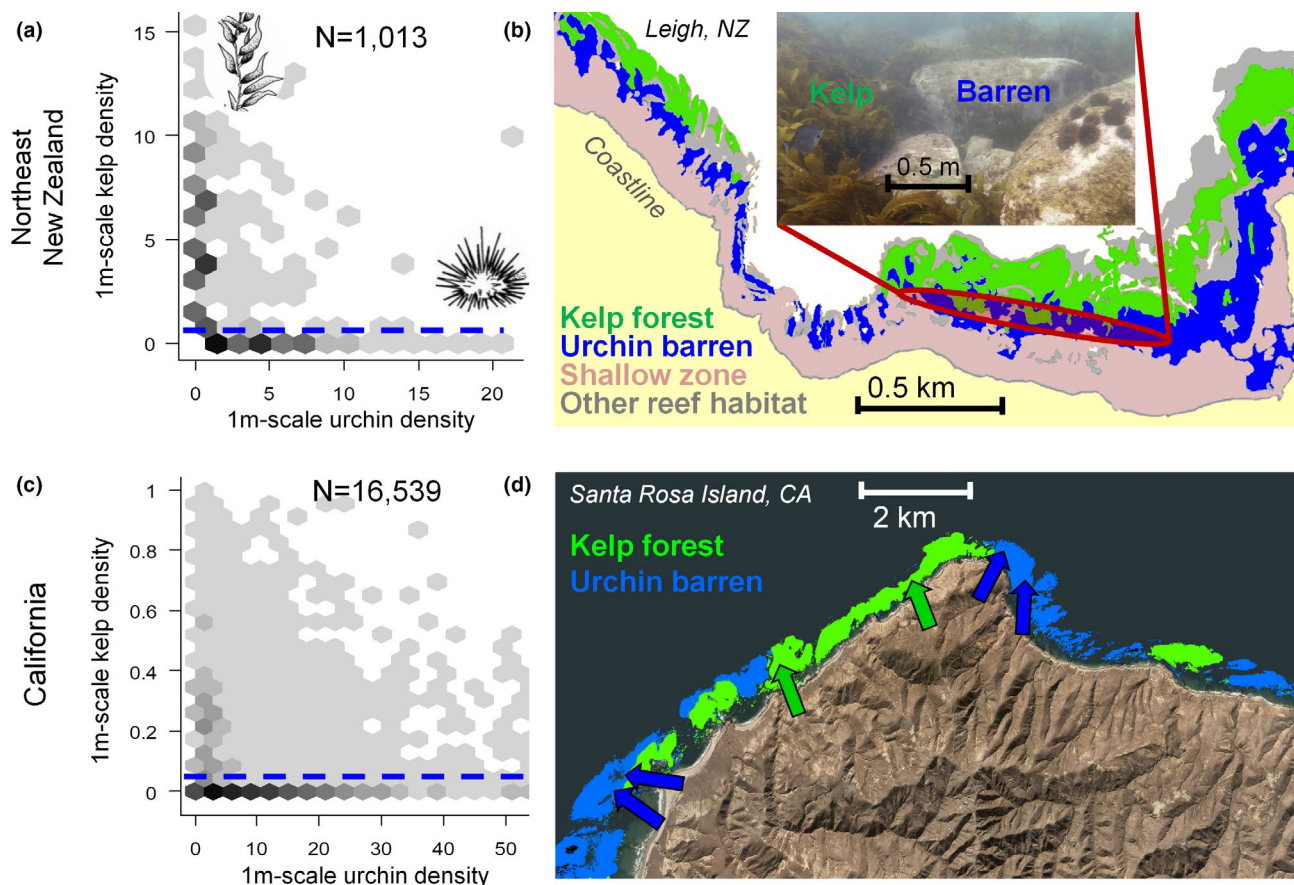 (a)
N=1,013
Northeast
New Zealand
1m-scale kelp density
15
10
5
0
0 5 10 15 20
1m-scale urchin density
(b)
Leigh, NZ
Coastline
Kelp
Barren
0.5 m
Kelp forest
Urchin barren
Shallow zone
Other reef habitat
0.5 km
(c)
N=16,539
California
1m-scale kelp density
1
0.8
0.6
0.4
0.2
0
0 10 20 30 40 50
1m-scale urchin density
(d)
Santa Rosa Island, CA
2 km
Kelp forest
Urchin barren